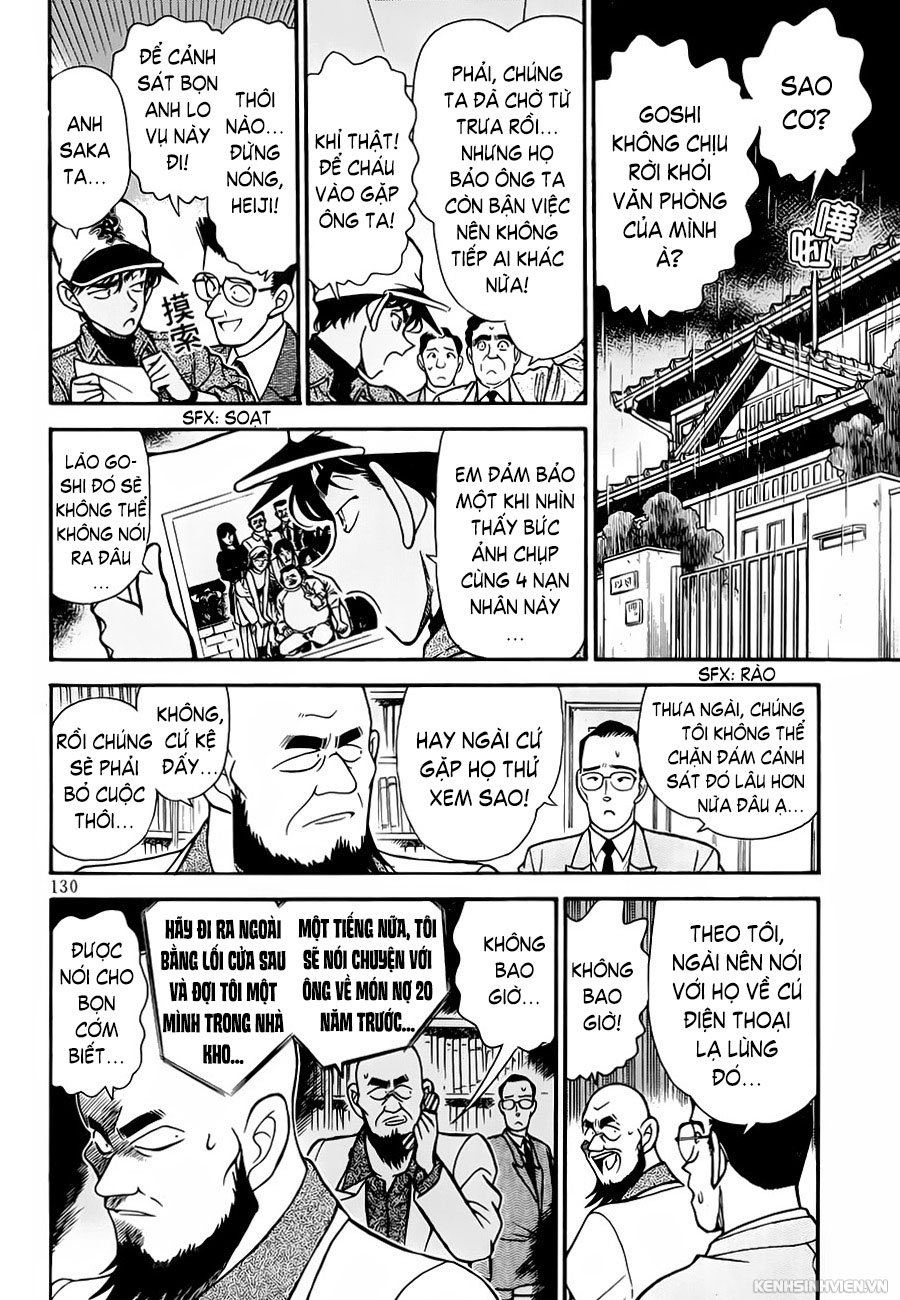 SAO
CƠ?
GOSHI
KHÔNG CHỊU
RỜI KHỎI
VĂN PHÒNG
CỦA MÌNH
À?
嘩
啦
SFX: RÀO
PHẢI, CHÚNG
TA ĐÃ CHỜ TỪ
TRƯA RỒI...
NHƯNG HỌ
BẢO ÔNG TA
CÒN BẬN VIỆC
NÊN KHÔNG
TIẾP AI KHÁC
NỮA!
KHỈ THẬT!
ĐỂ CHÁU
VÀO GẶP
ÔNG TA!
THÔI
NÀO...
ĐỪNG
NÓNG,
HEIJI!
ĐỂ CẢNH
SÁT BỌN
ANH LO
VỤ NÀY
ĐI!
ANH
SAKA
TA...
摸
索
SFX: SOẠT
EM ĐẢM BẢO
MỘT KHI NHÌN
THẤY BỨC
ẢNH CHỤP
CÙNG 4 NẠN
NHÂN NÀY
...
LÃO GO-
SHI ĐÓ SẼ
KHÔNG THỂ
KHÔNG NÓI
RA ĐÂU
...
THƯA NGÀI, CHÚNG
TÔI KHÔNG THỂ
CHẶN ĐÁM CẢNH
SÁT ĐÓ LÂU HƠN
NỮA ĐÂU Ạ...
HAY NGÀI CỨ
GẶP HỌ THỬ
XEM SAO!
KHÔNG,
CỨ KỆ
ĐẤY...
RỒI CHÚNG
SẼ PHẢI
BỎ CUỘC
THÔI...
130
THEO TÔI,
NGÀI NÊN NÓI
VỚI HỌ VỀ CÚ
ĐIỆN THOẠI
LẠ LÙNG
ĐÓ...
KHÔNG
BAO
GIỜ!
KHÔNG
BAO
GIỜ...
MỘT TIẾNG NỮA, TÔI
SẼ NÓI CHUYỆN VỚI
ÔNG VỀ MÓN NỢ 20
NĂM TRƯỚC...
HÃY ĐI RA NGOÀI
BẰNG LỐI CỬA SAU
VÀ ĐỢI TÔI MỘT
MÌNH TRONG NHÀ
KHO...
ĐƯỢC
NÓI CHO
BỌN
CỚM
BIẾT...
KENHSINHVIEN.VN